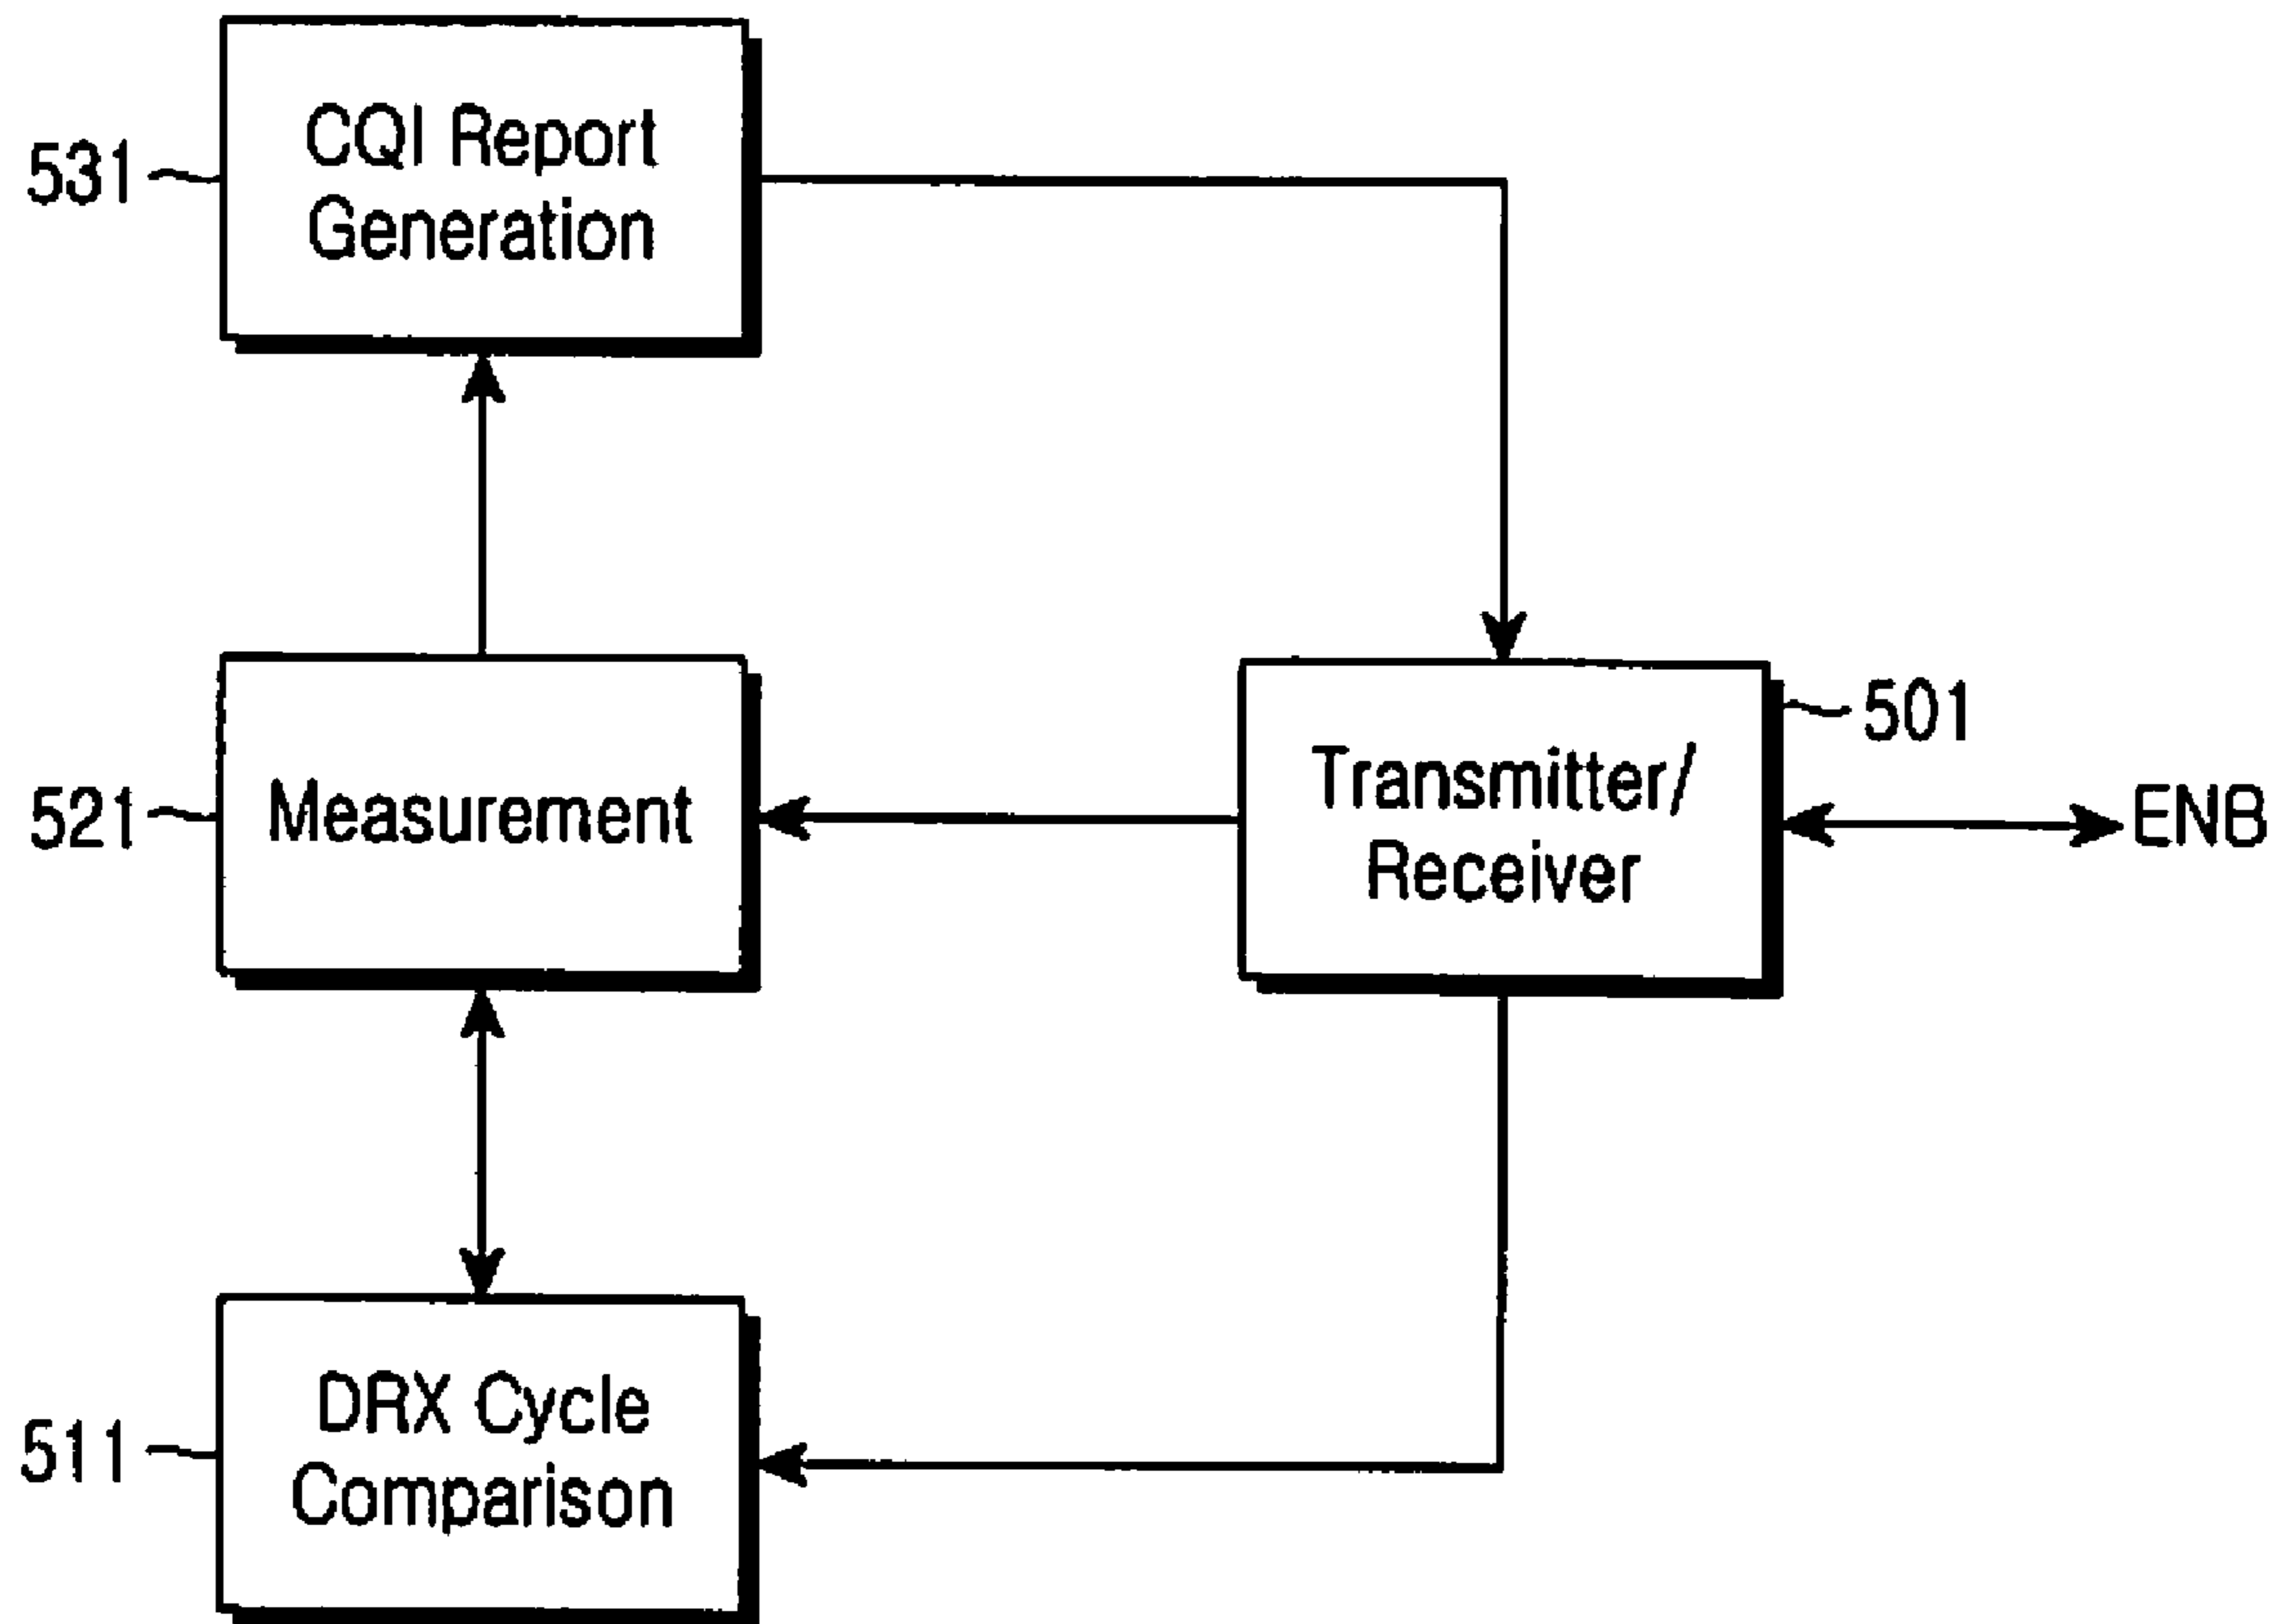 531
CQI Report
Generation
521
Measurement
Transmitter/
Receiver
501
ENB
511
DRX Cycle
Comparison